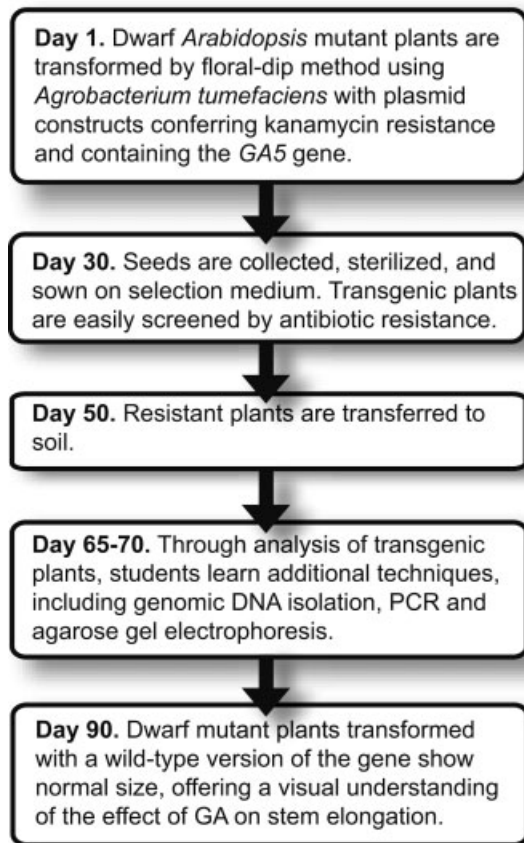 Day 1. Dwarf Arabidopsis mutant plants are
transformed by floral-dip method using
Agrobacterium tumefaciens with plasmid
constructs conferring kanamycin resistance
and containing the GA5 gene.
Day 30. Seeds are collected, sterilized, and
sown on selection medium. Transgenic plants
are easily screened by antibiotic resistance.
Day 50. Resistant plants are transferred to
soil.
Day 65-70. Through analysis of transgenic
plants, students learn additional techniques,
including genomic DNA isolation, PCR and
agarose gel electrophoresis.
Day 90. Dwarf mutant plants transformed
with a wild-type version of the gene show
normal size, offering a visual understanding
of the effect of GA on stem elongation.